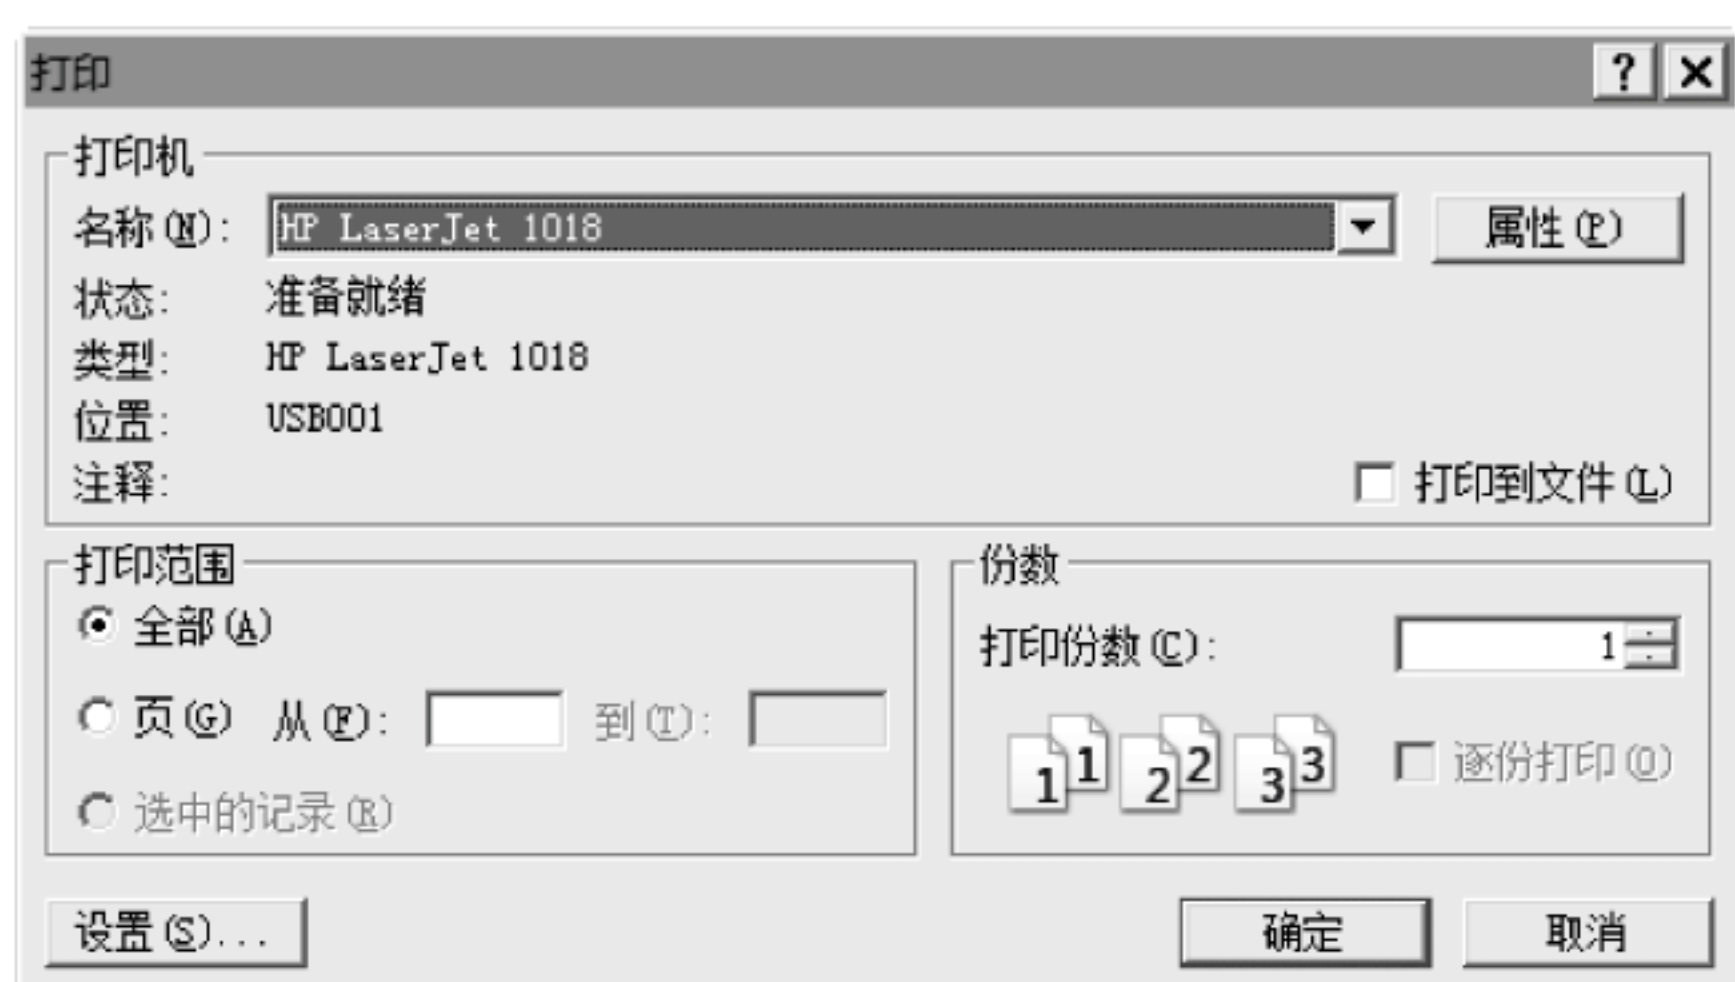 打印
打印机
名称(N): HP LaserJet 1018 属性(P)
状态: 准备就绪
类型: HP LaserJet 1018
位置: USB001
注释: 打印到文件(L)
打印范围
全部(A)
页(G) 从(F): 到(T):
选中的记录(R)
份数
打印份数(C): 1
1 1 2 2 3 3 逐份打印(O)
设置(S)... 确定 取消